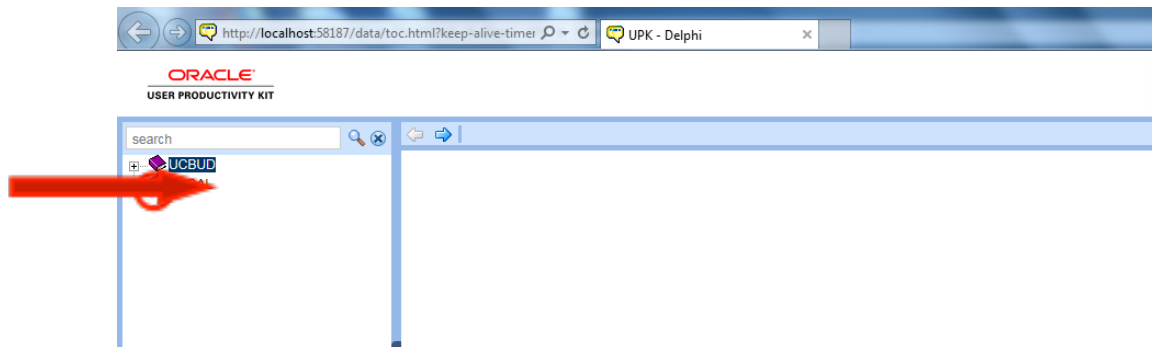 http://localhost:58187/data/toc.html?keep-alive-timer
UPK - Delphi
ORACLE
USER PRODUCTIVITY KIT
search
UCBUD